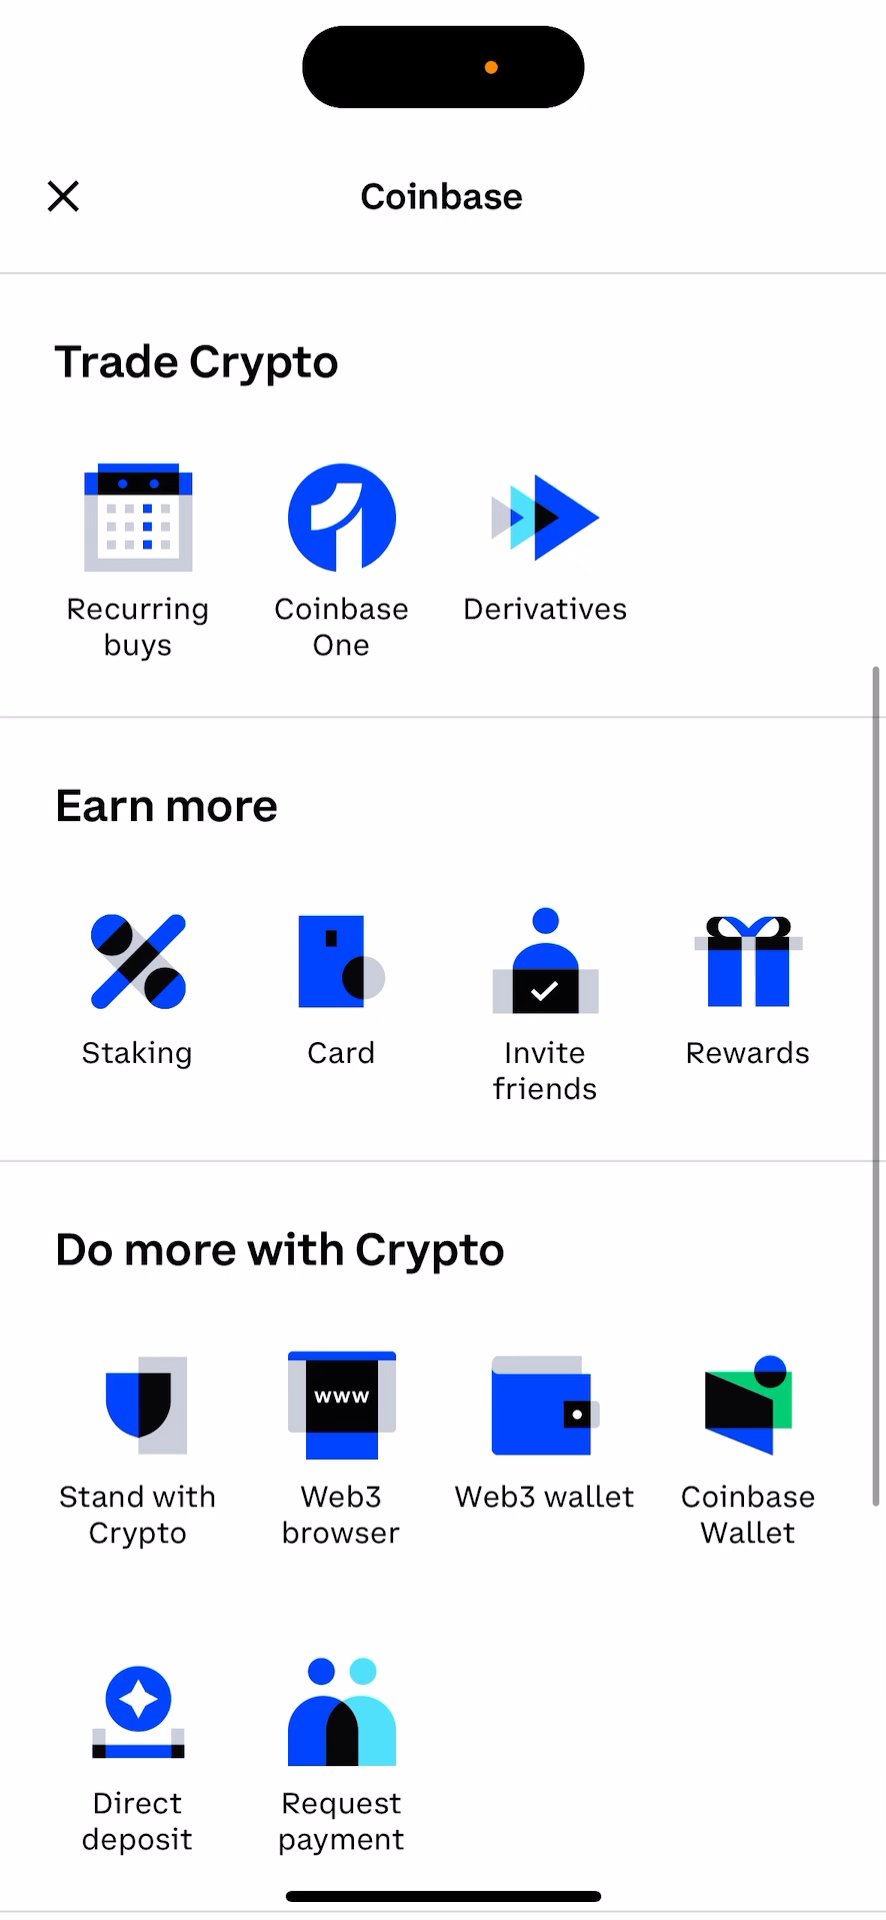 Coinbase
Trade Crypto
Recurring
buys
Coinbase
One
Derivatives
Earn more
Staking
Card
Invite
friends
Rewards
Do more with Crypto
Stand with
Crypto
www
Web3
browser
Web3 wallet
Coinbase
Wallet
Direct
deposit
Request
payment